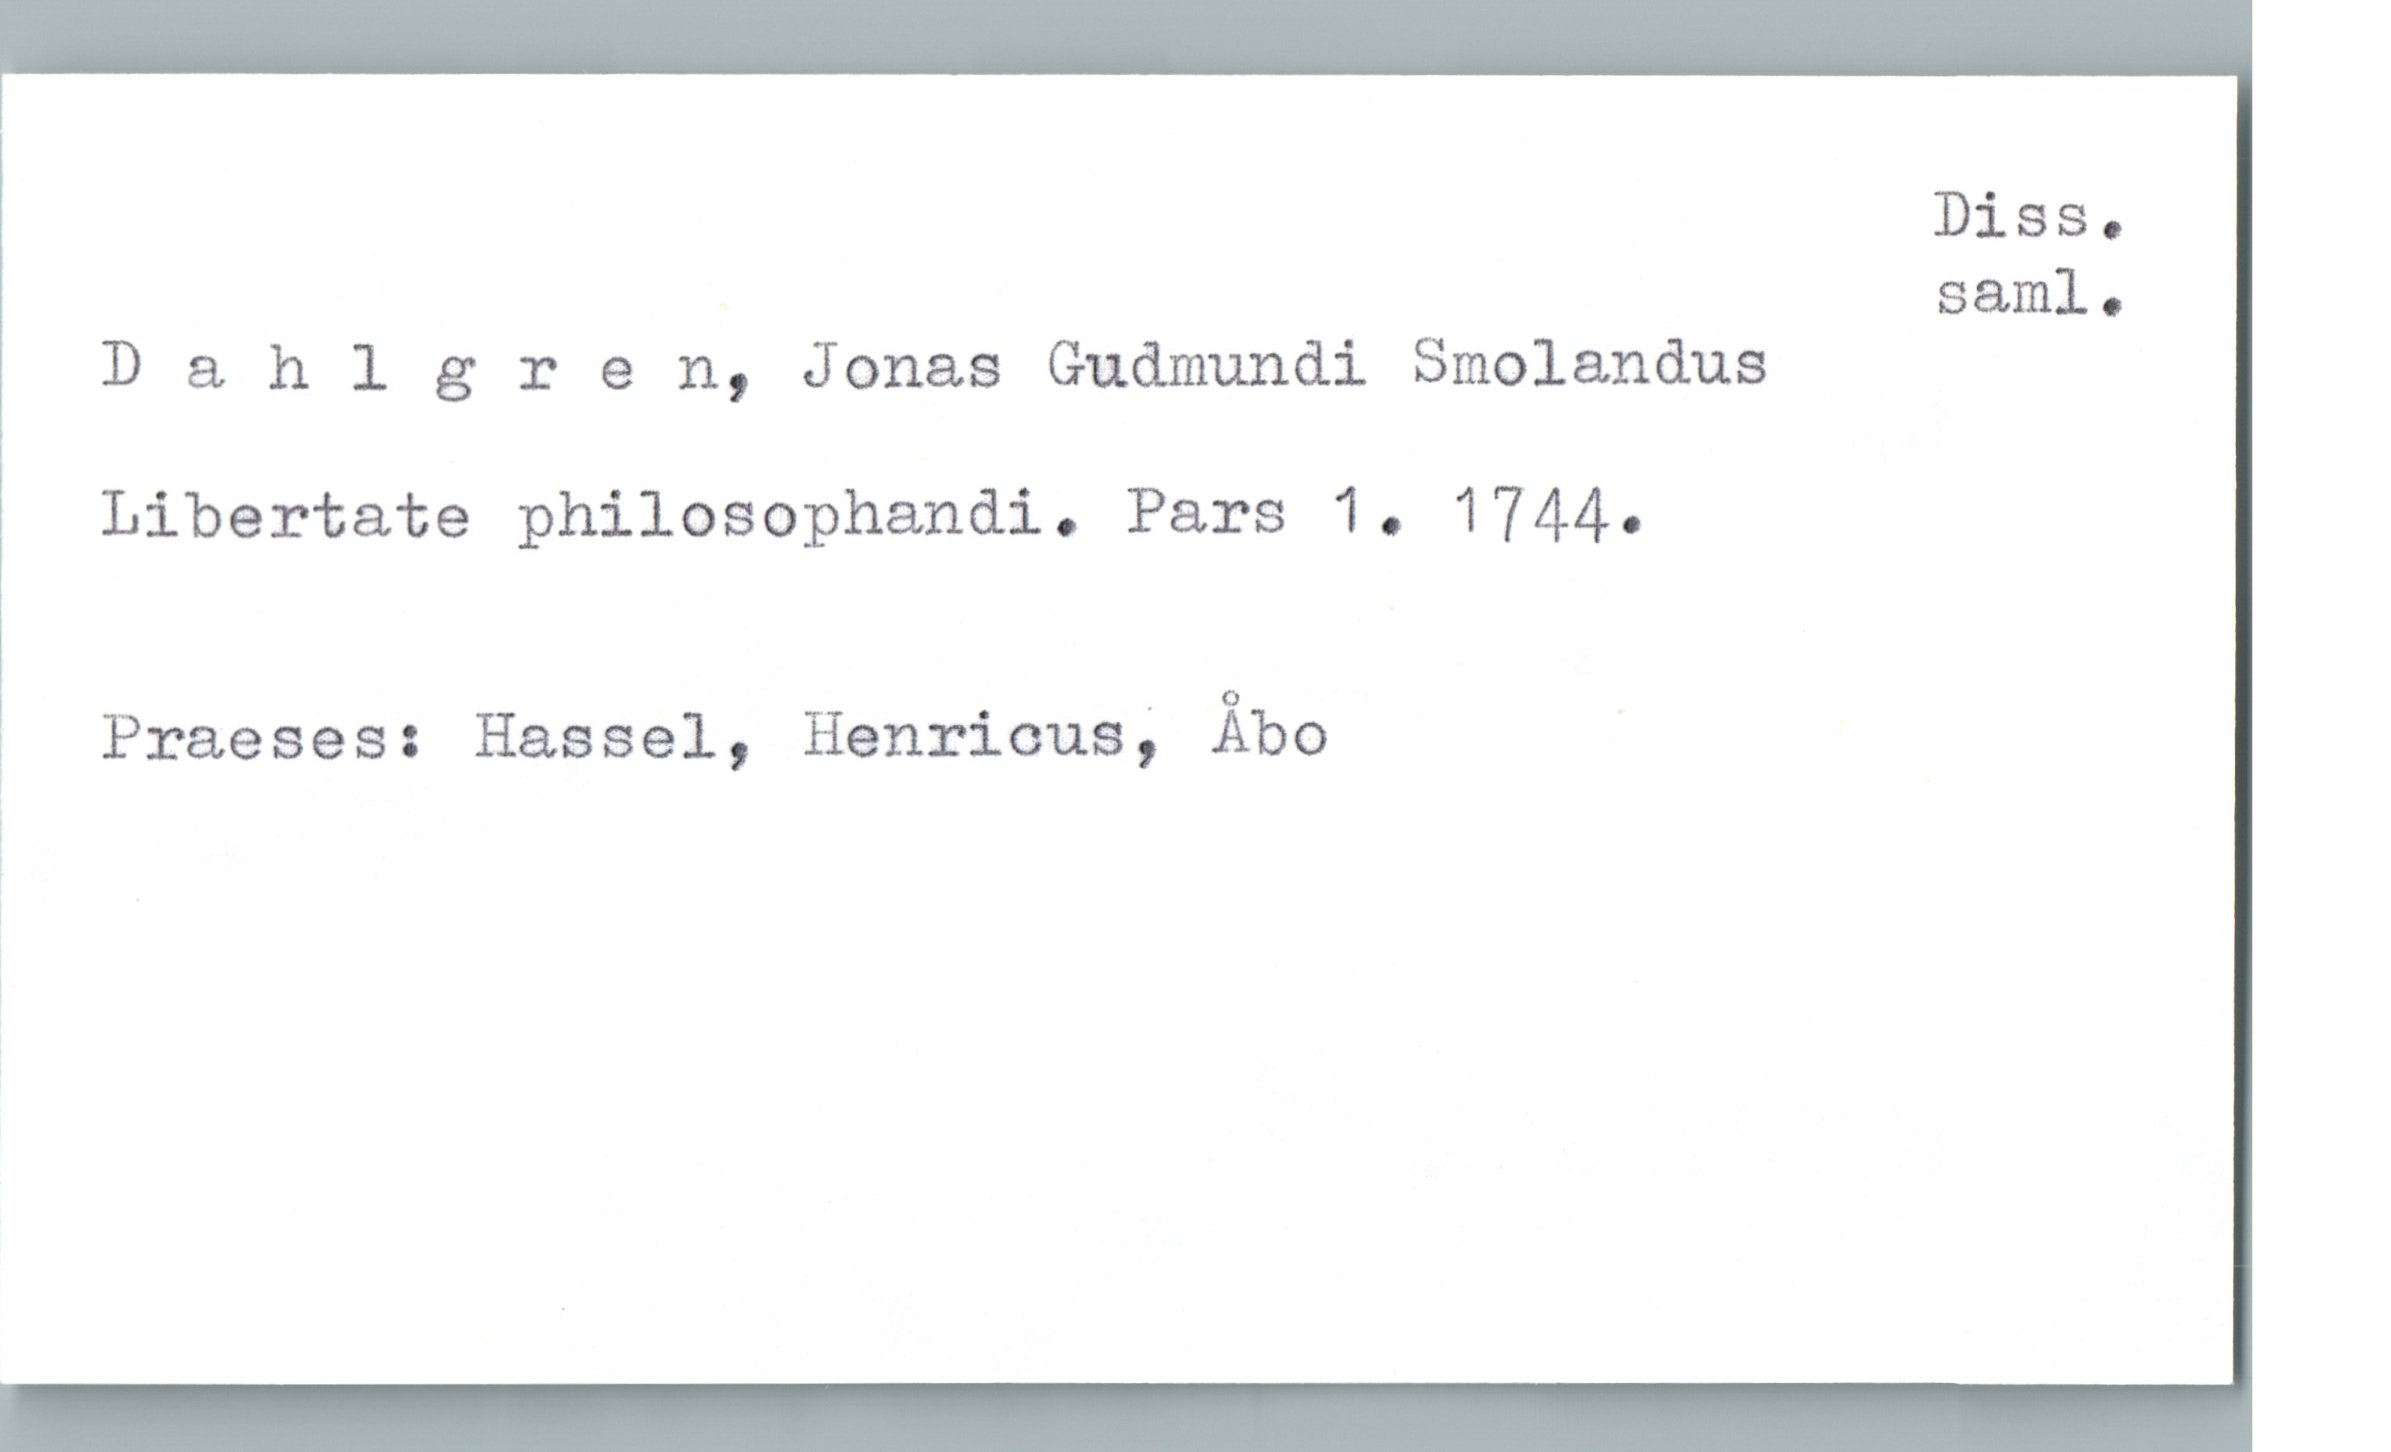 Diss.
saml.
D a h l g r e n, Jonas Gudmundi Smolandus
Libertate philosophandi. Pars 1. 1744.
Praeses: Hassel, Henricus, Åbo